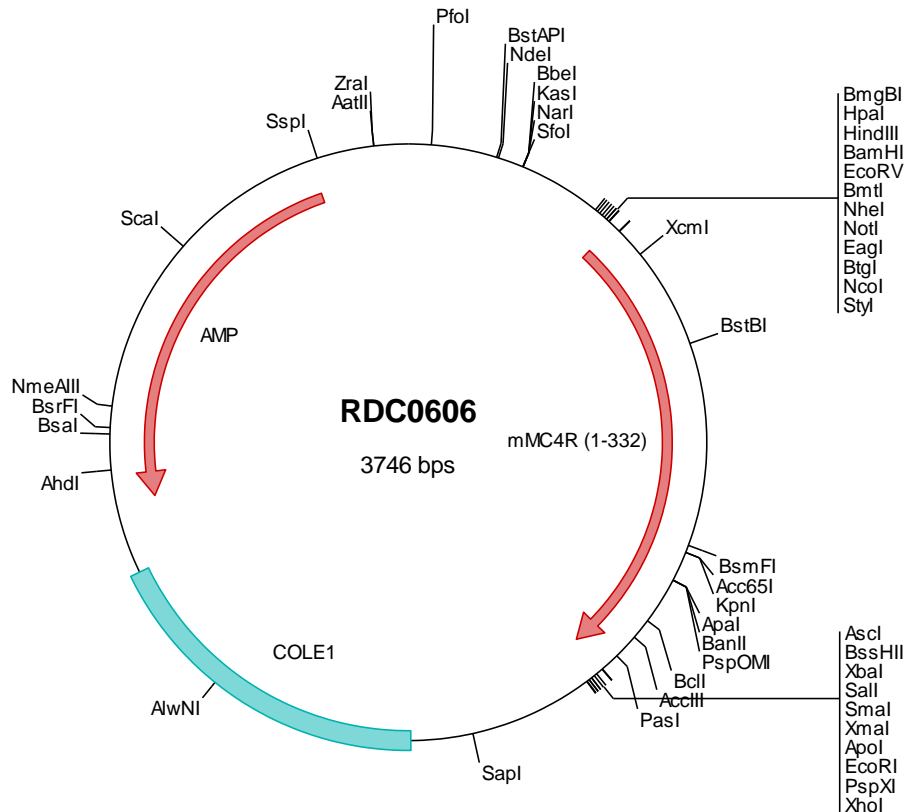 PfoI
BstAPI
NdeI
BbeI
KasI
NarI
SfoI
ZraI
AatII
SspI
ScaI
BmgBI
HpaI
HindIII
BamHI
EcoRV
BmtI
NheI
NotI
EagI
BtgI
NcoI
StyI
XcmI
BstBI
AMP
NmeAIII
BsrFI
BsaI
AhdI
RDC0606
3746 bps
mMC4R (1-332)
BsmFI
Acc65I
KpnI
ApaI
BanII
PspOMI
BclI
AccIII
PasI
AscI
BssHII
XbaI
SalI
SmaI
XmaI
ApoI
EcoRI
PspXI
XhoI
COLE1
AlwNI
SapI